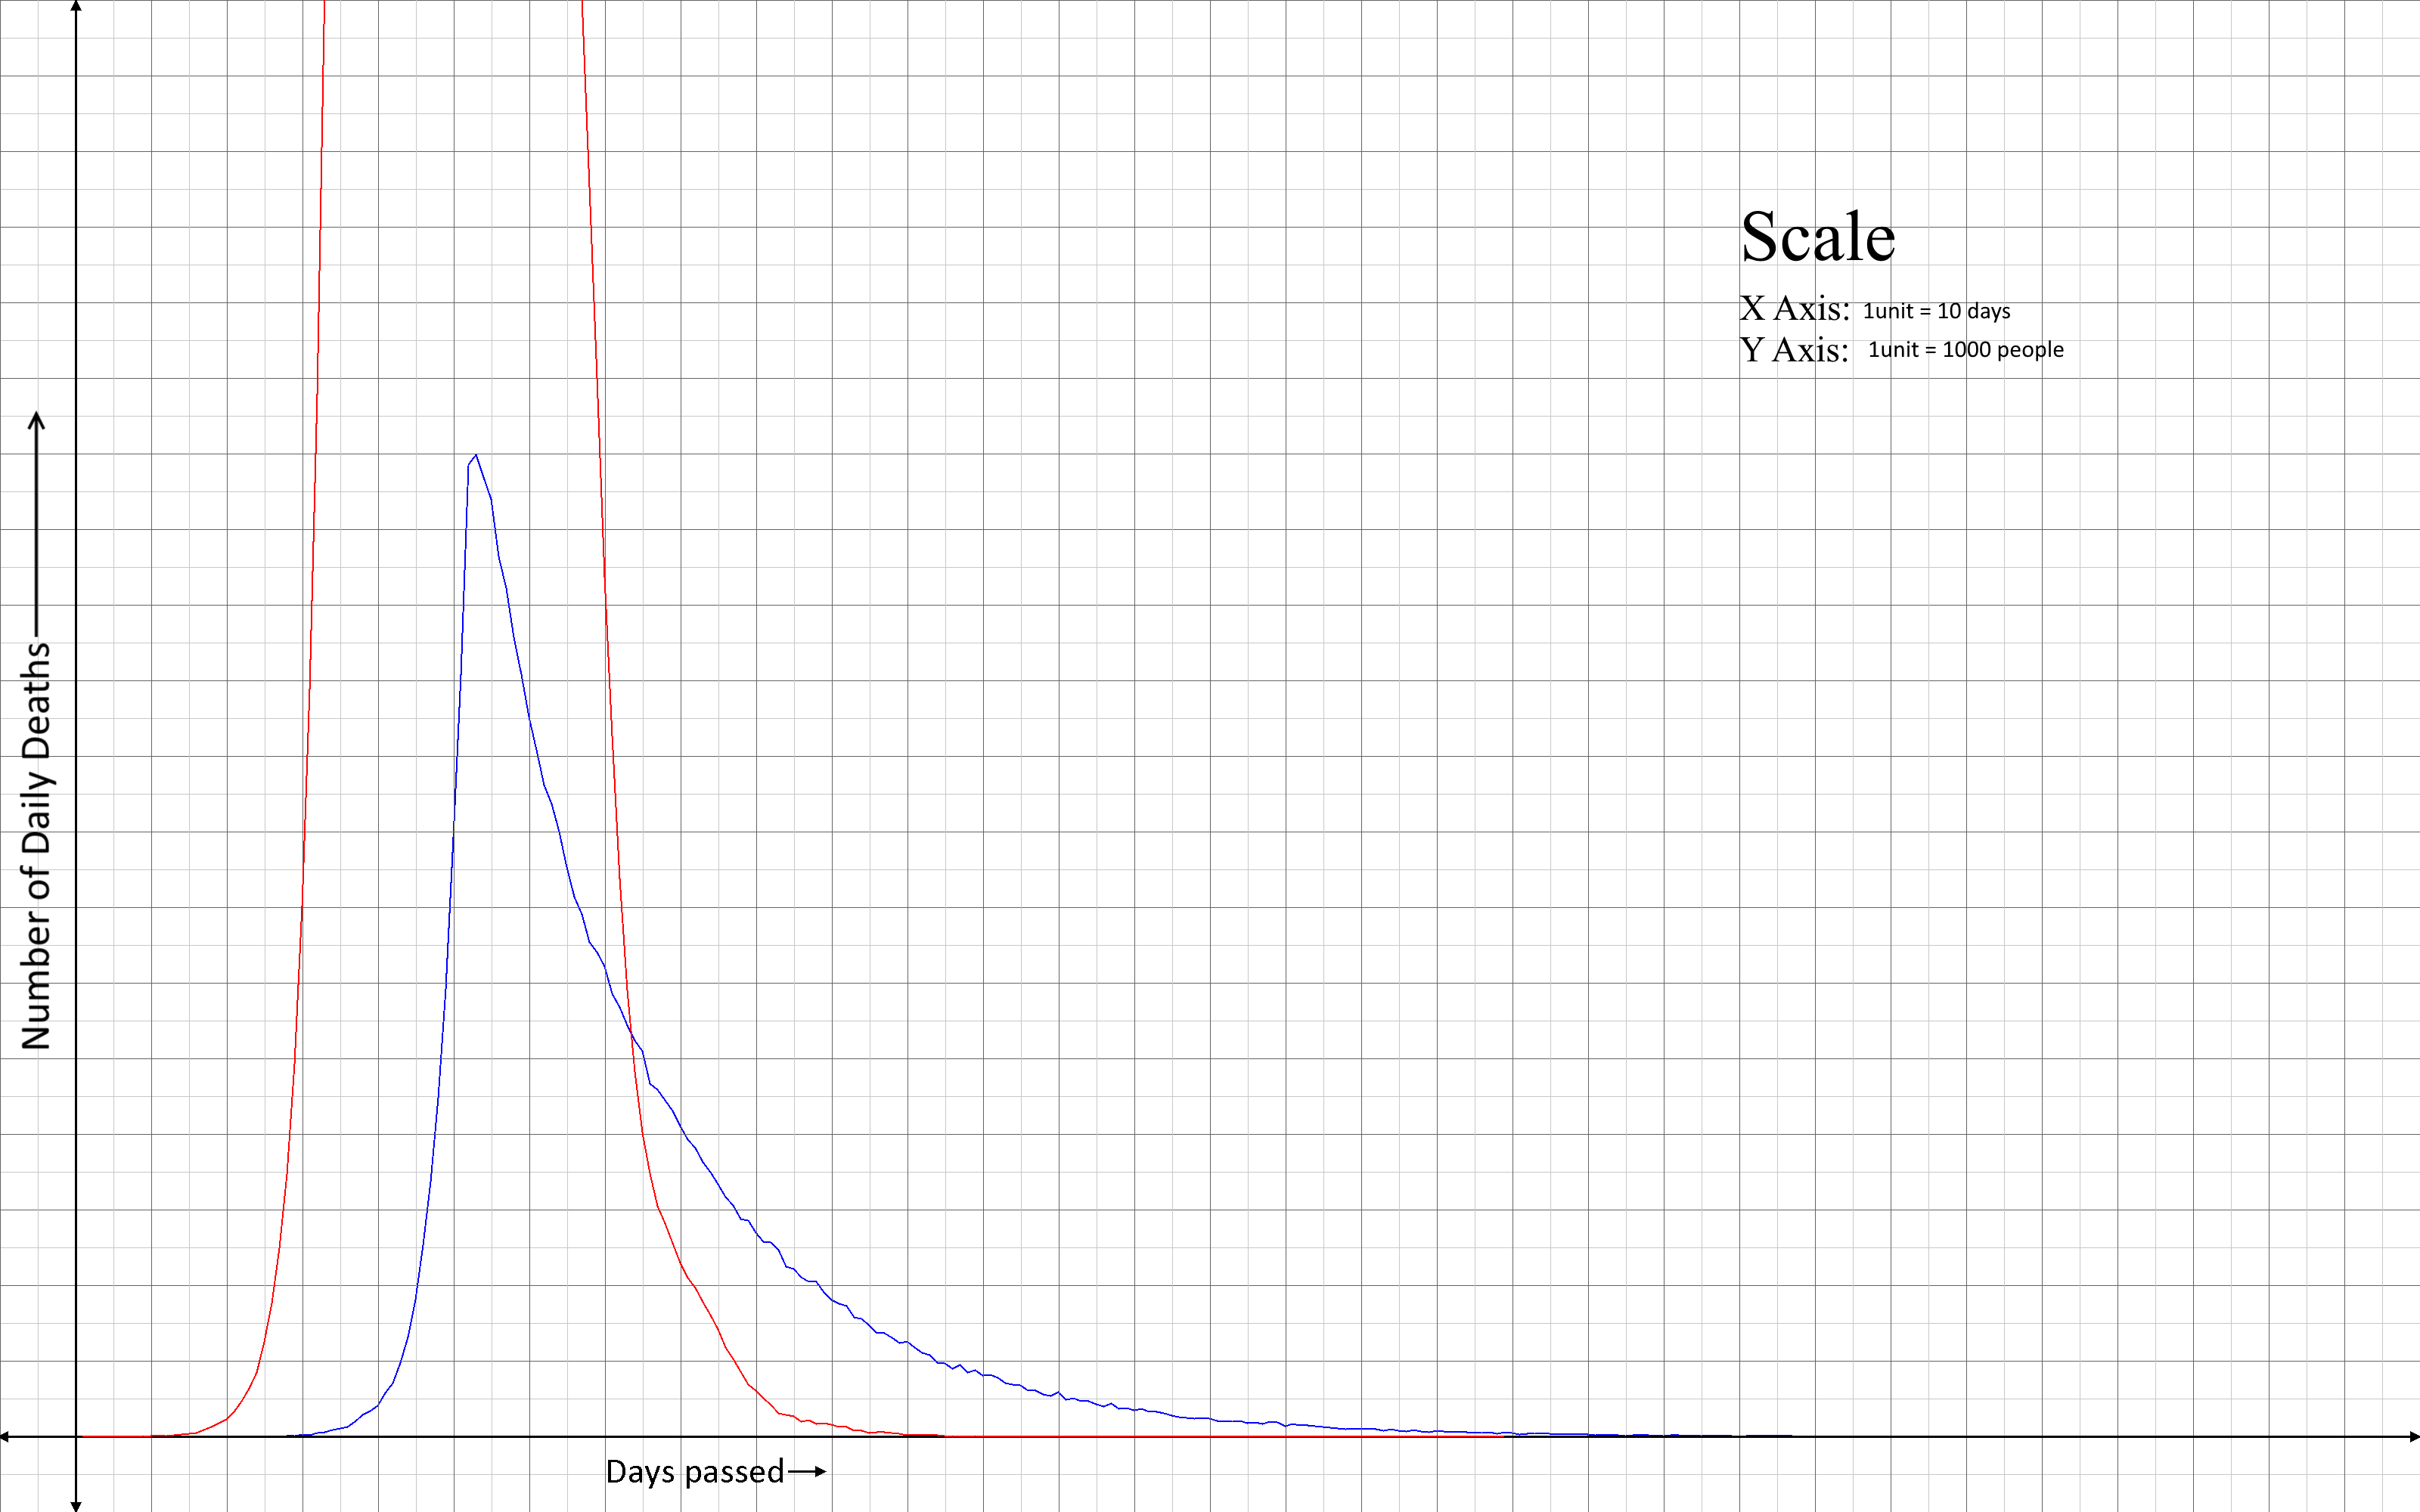 Scale
X Axis: 1unit = 10 days
Y Axis: 1unit = 1000 people
Number of Daily Deaths
Days passed